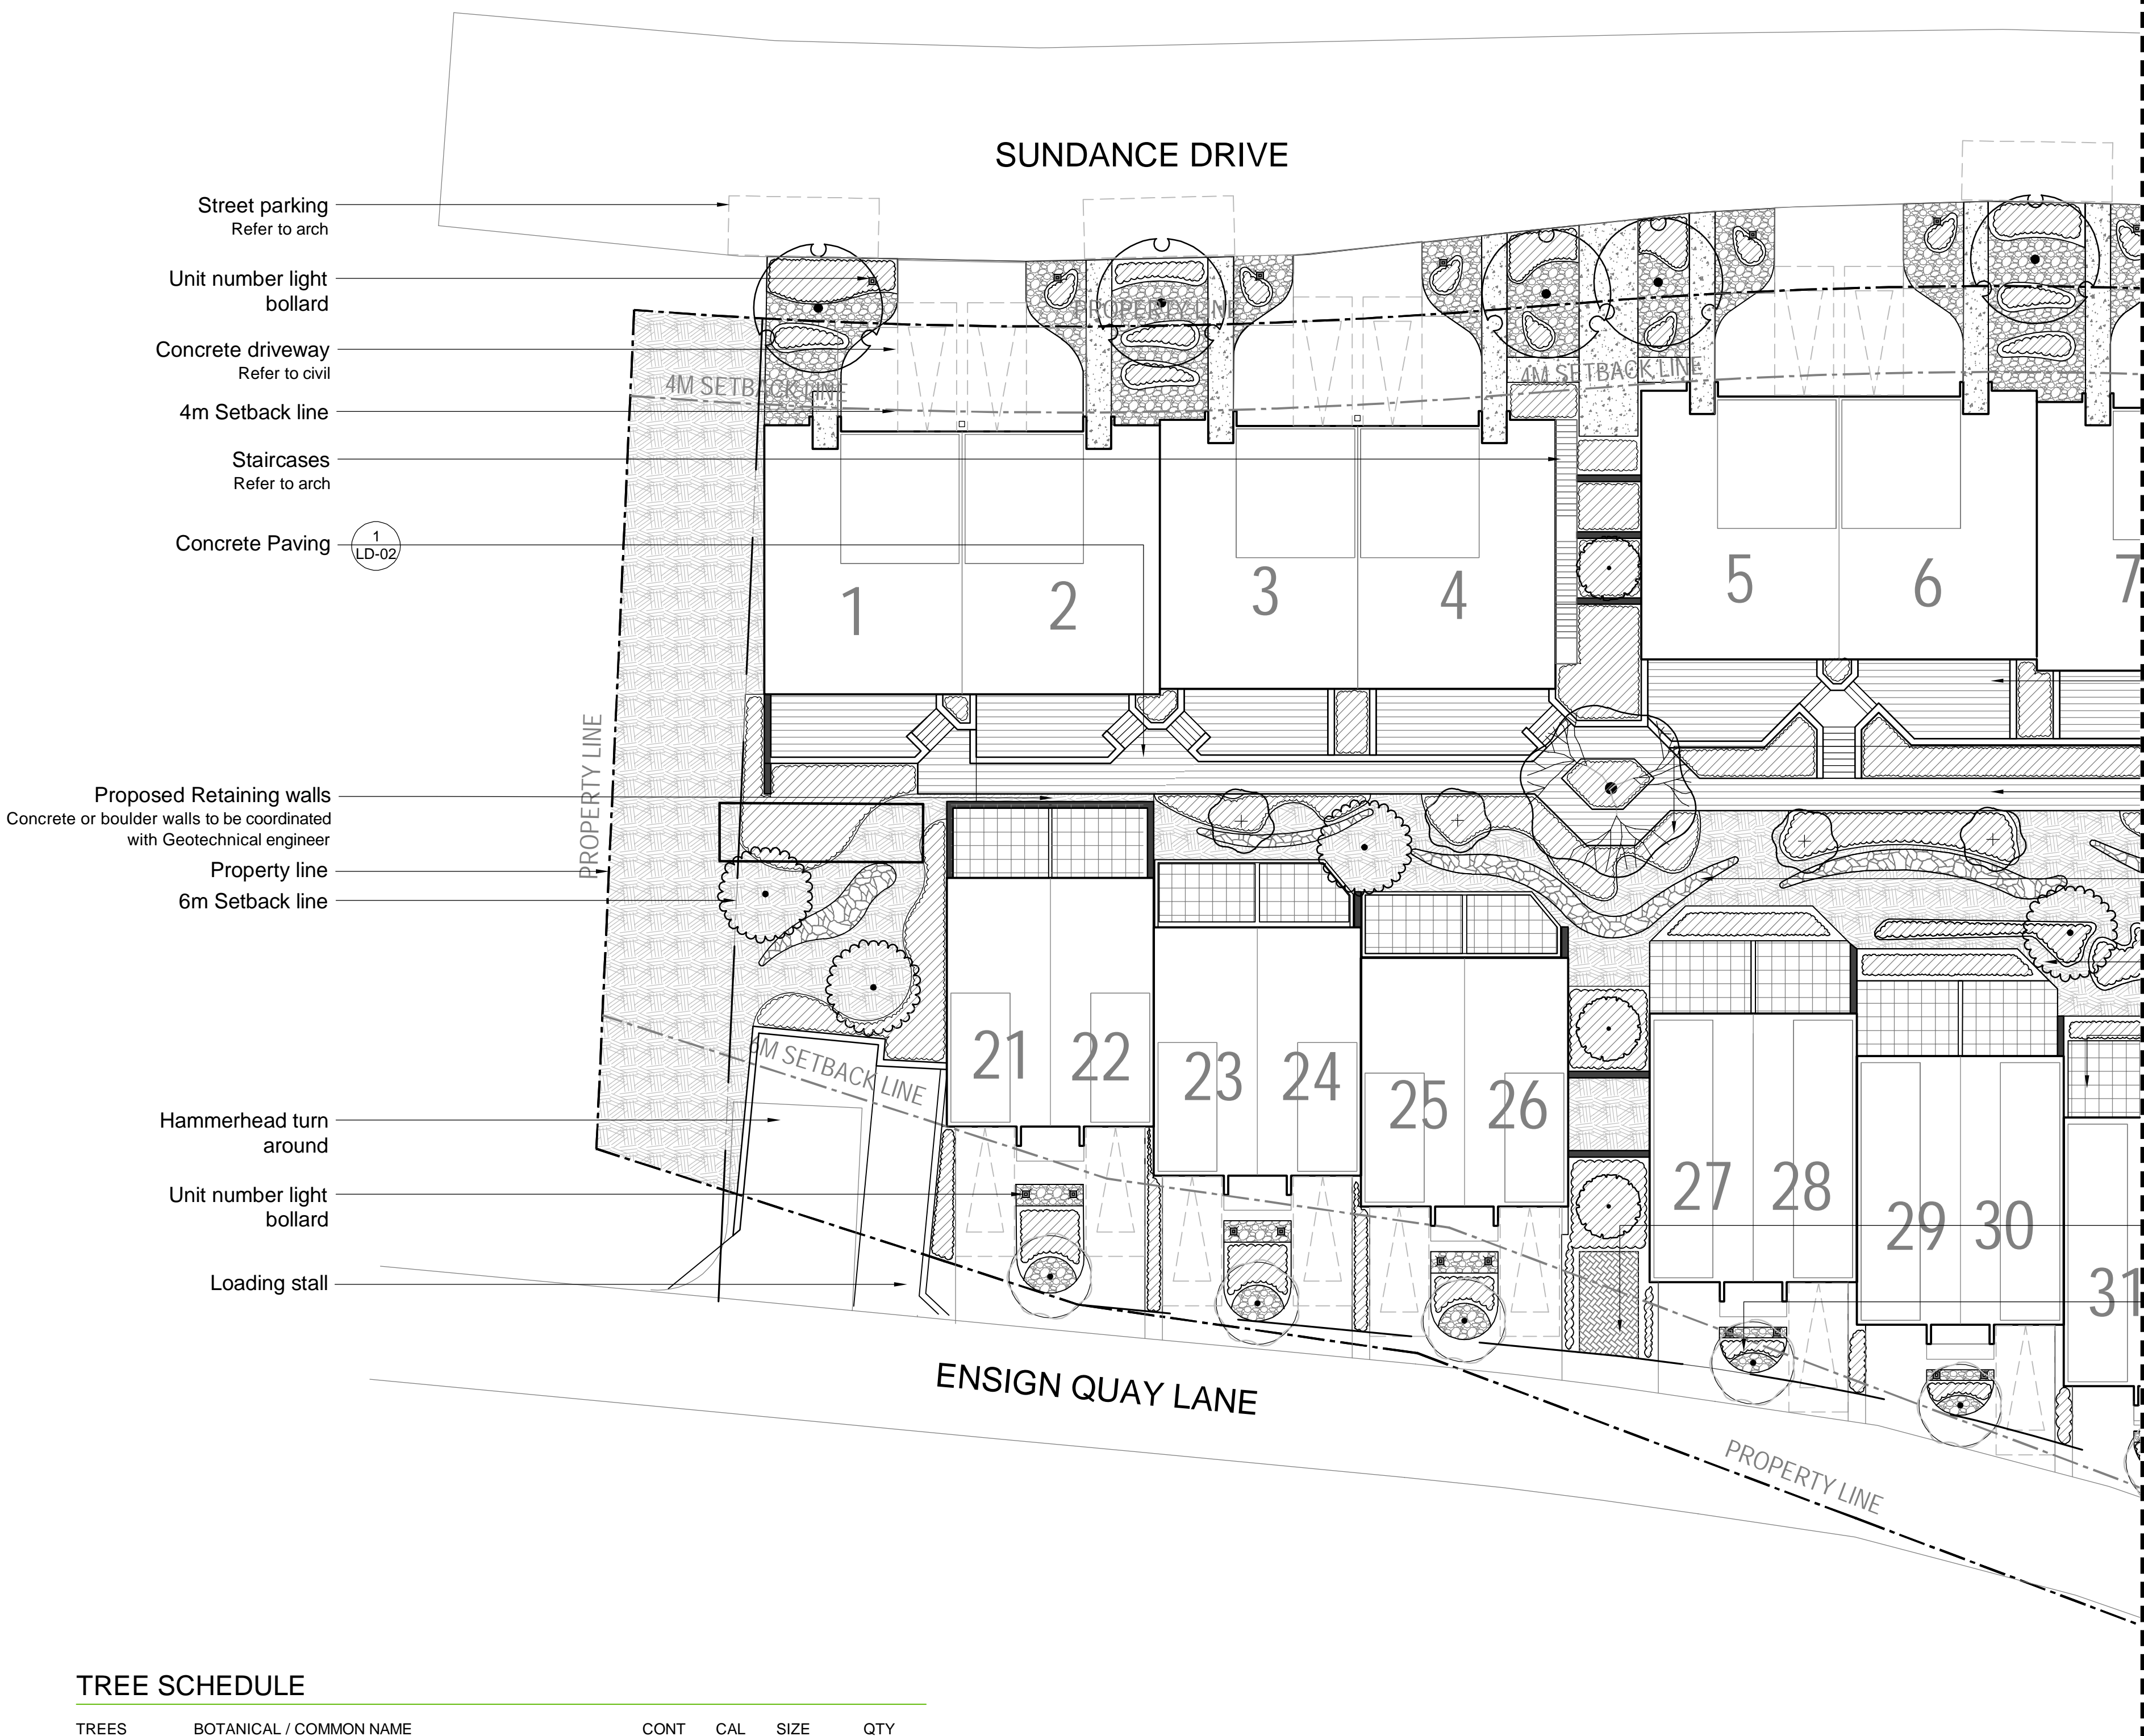 SUNDANCE DRIVE
Street parking
Refer to arch
Unit number light
bollard
Concrete driveway
Refer to civil
4m Setback line
Staircases
Refer to arch
Concrete Paving
1
LD-02
PROPERTY LINE
4M SETBACK LINE
4M SETBACK LINE
1
2
3
4
5
6
7
PROPERTY LINE
Proposed Retaining walls
Concrete or boulder walls to be coordinated
with Geotechnical engineer
Property line
6m Setback line
Hammerhead turn
around
Unit number light
bollard
Loading stall
6M SETBACK LINE
21
22
23
24
25
26
27
28
29
30
31
ENSIGN QUAY LANE
PROPERTY LINE
TREE SCHEDULE
TREES BOTANICAL / COMMON NAME CONT CAL SIZE QTY